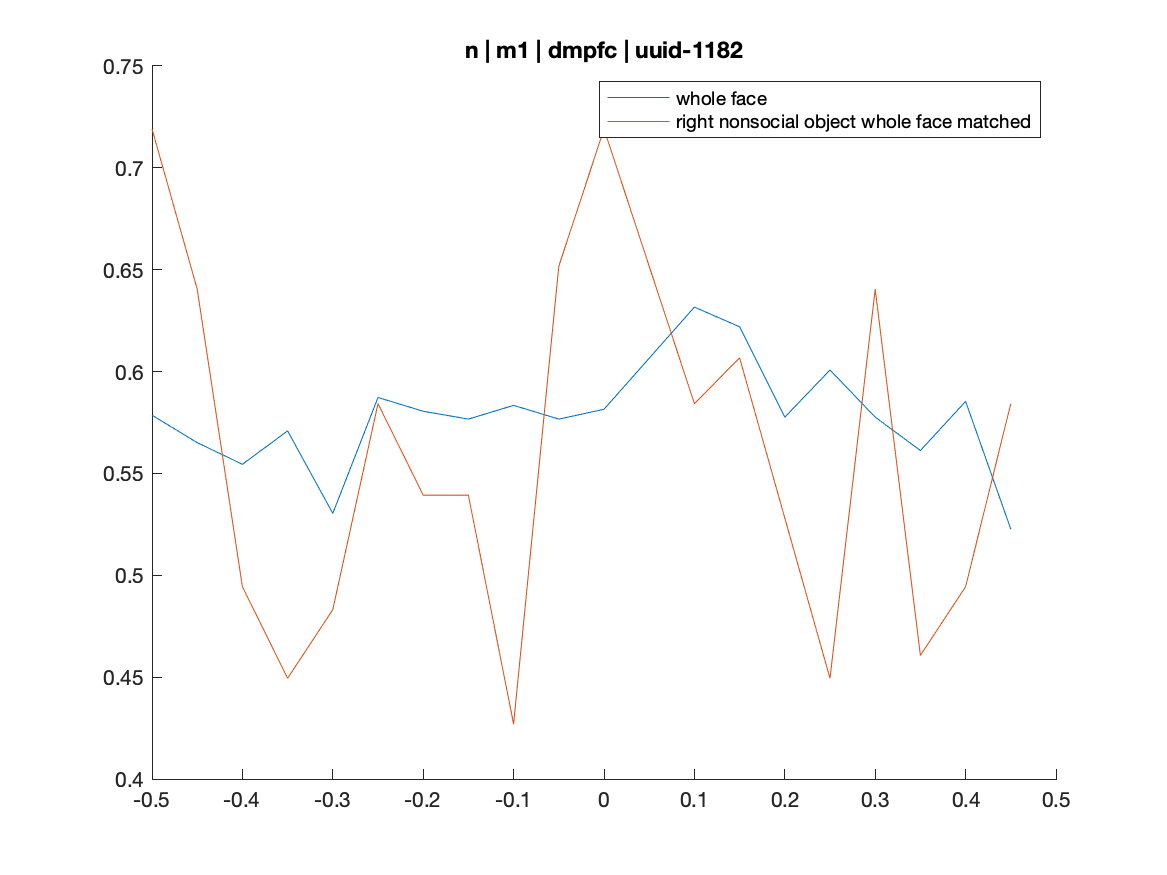 n | m1 | dmpfc | uuid-1182
0.75
whole face
right nonsocial object whole face matched
0.7
0.65
0.6
0.55
0.5
0.45
0.4
-0.5 -0.4 -0.3 -0.2 -0.1 0 0.1 0.2 0.3 0.4 0.5